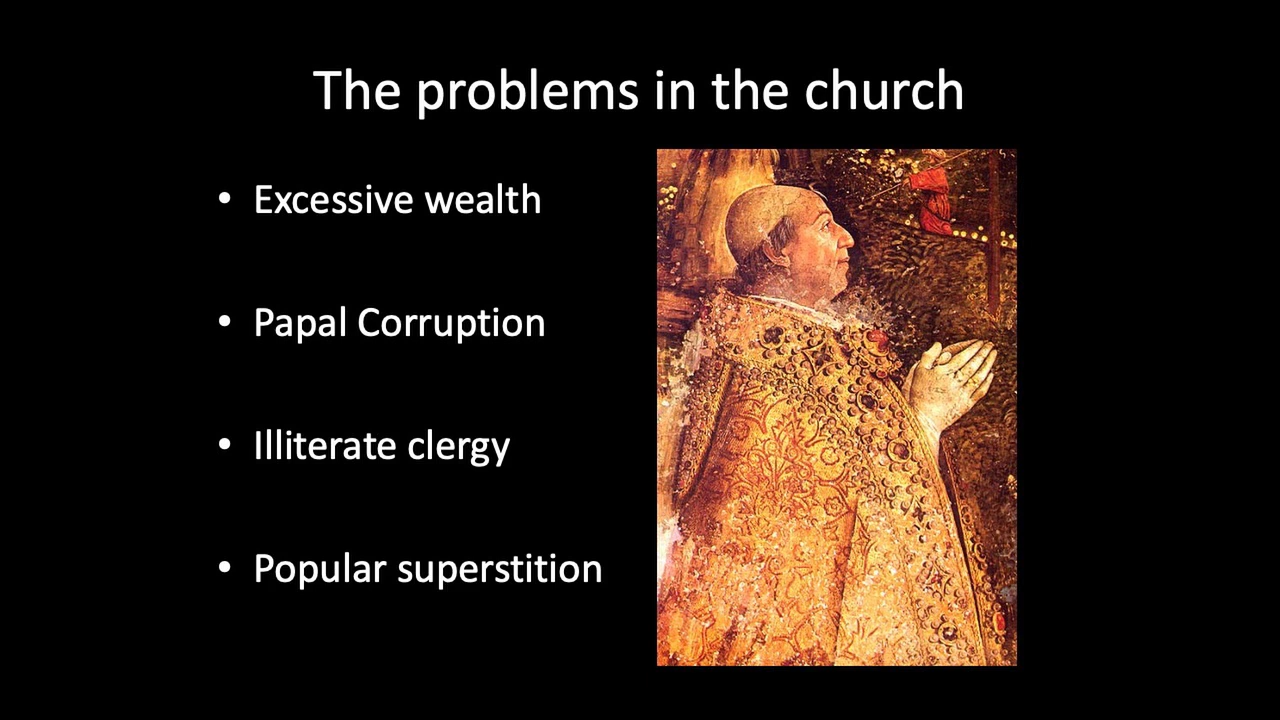 The problems in the church
• Excessive wealth
• Papal Corruption
• Illiterate clergy
• Popular superstition